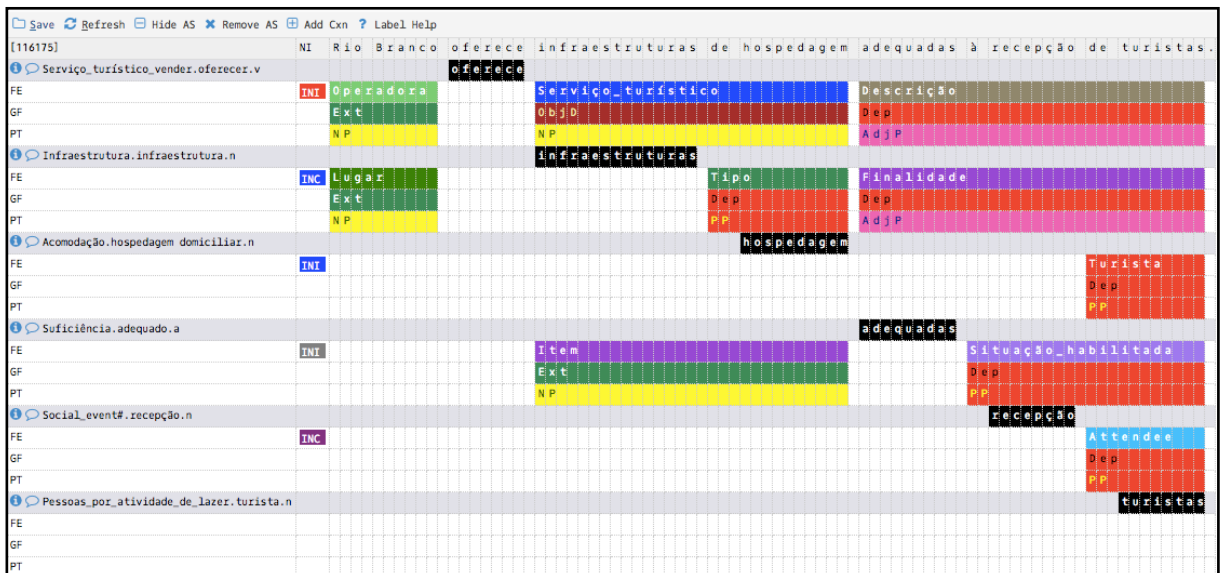 Save Refresh Hide AS Remove AS Add Cxn ? Label Help
[116175] NI Rio Branco oferece infraestruturas de hospedagem adequadas à recepção de turistas.
Serviço_turístico_vender.oferecer.v oferece
FE INI Operadora Serviço_turístico Descrição
GF Ext ObjD Dep
PT NP NP AdjP
Infraestrutura.infraestrutura.n infraestruturas
FE INC Lugar Tipo Finalidade
GF Ext Dep Dep
PT NP PP AdjP
Acomodação.hospedagem domiciliar.n hospedagem
FE INI Turista
GF Dep
PT PP
Suficiência.adequado.a adequadas
FE INI Item Situação_habilitada
GF Ext Dep
PT NP PP
Social_event#.recepção.n recepção
FE INC Attendee
GF Dep
PT PP
Pessoas_por_atividade_de_lazer.turista.n turistas
FE
GF
PT